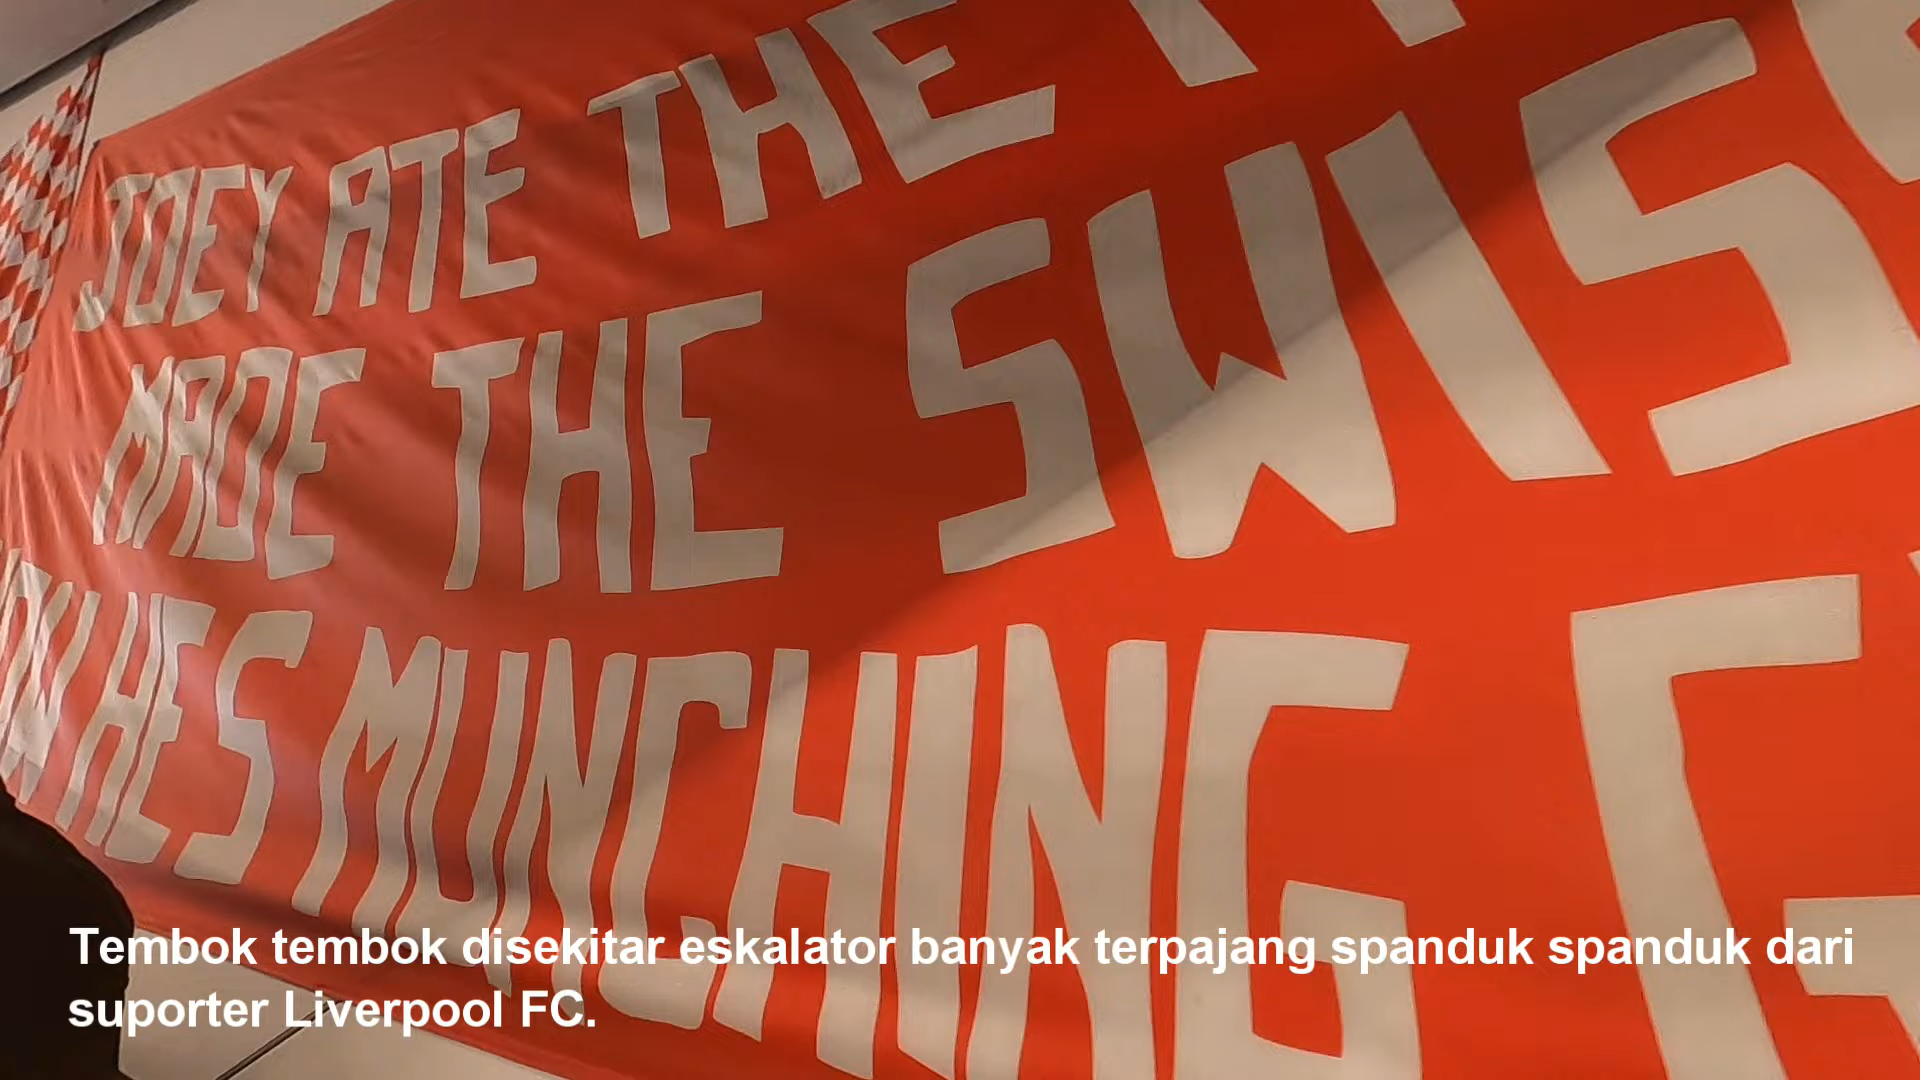 JOEY ATE THE
MADE THE SWISS
HES MUNCHING G
Tembok tembok disekitar eskalator banyak terpajang spanduk spanduk dari
suporter Liverpool FC.